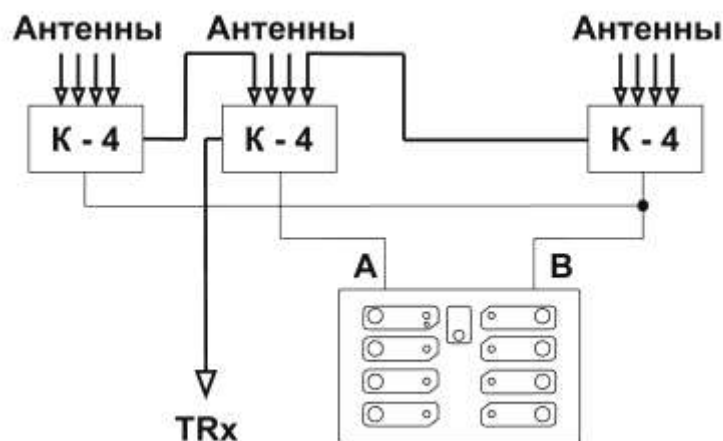 Антенны Антенны Антенны
К - 4 К - 4 К - 4
A B
TRx